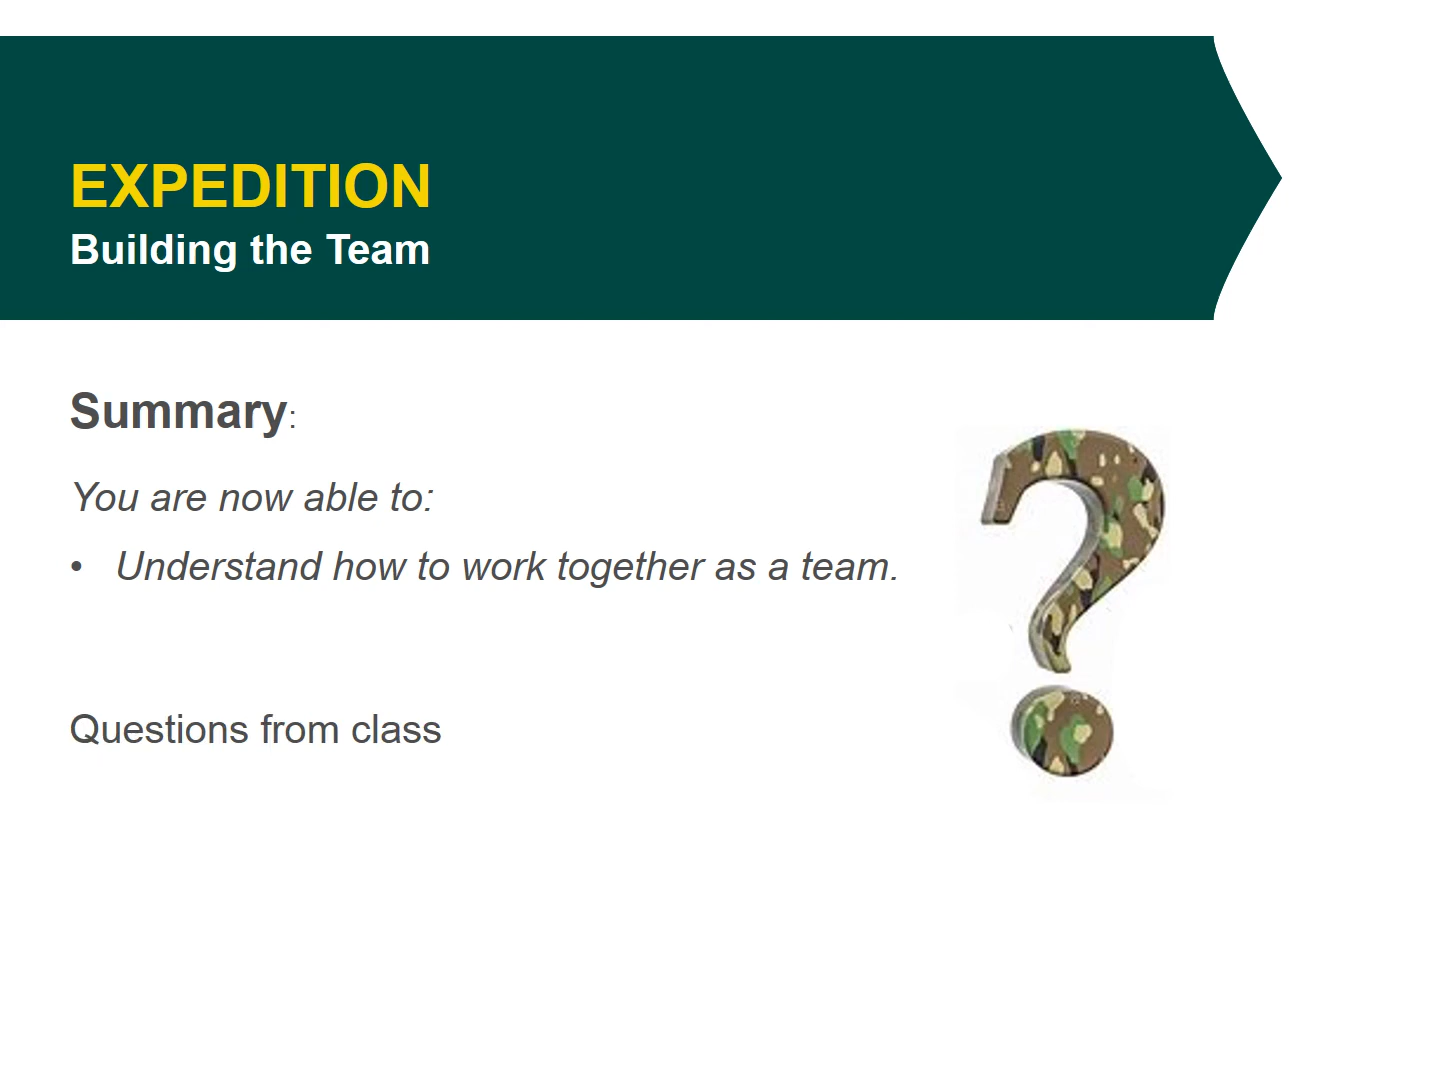 EXPEDITION
Building the Team
Summary:
You are now able to:
• Understand how to work together as a team.
Questions from class